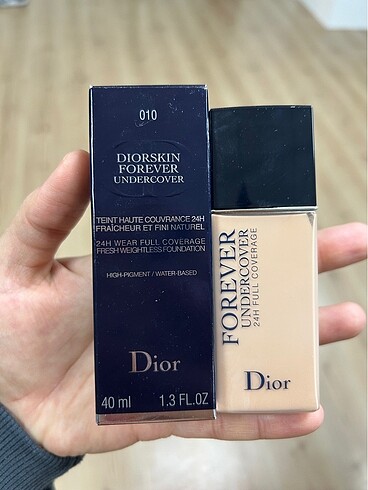 010
DIORSKIN
FOREVER
UNDERCOVER
TEINT HAUTE COUVRANCE 24H
FRAÎCHEUR ET FINI NATUREL
24H WEAR FULL COVERAGE
FRESH WEIGHTLESS FOUNDATION
HIGH-PIGMENT / WATER-BASED
Dior
40 ml 1.3 FL.OZ
FOREVER
UNDERCOVER
24H FULL COVERAGE
Dior